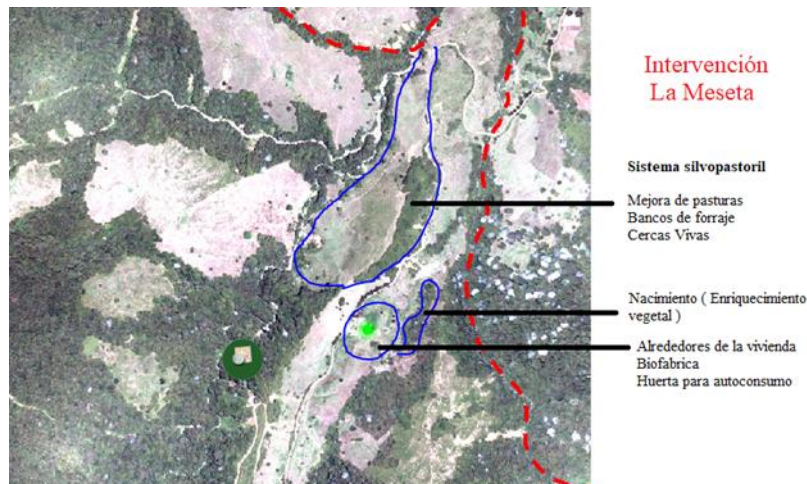 Intervención
La Meseta
Sistema silvopastoril
Mejora de pasturas
Bancos de forraje
Cercas Vivas
Nacimiento ( Enriquecimiento
vegetal )
Alrededores de la vivienda
Biofabrica
Huerta para autoconsumo